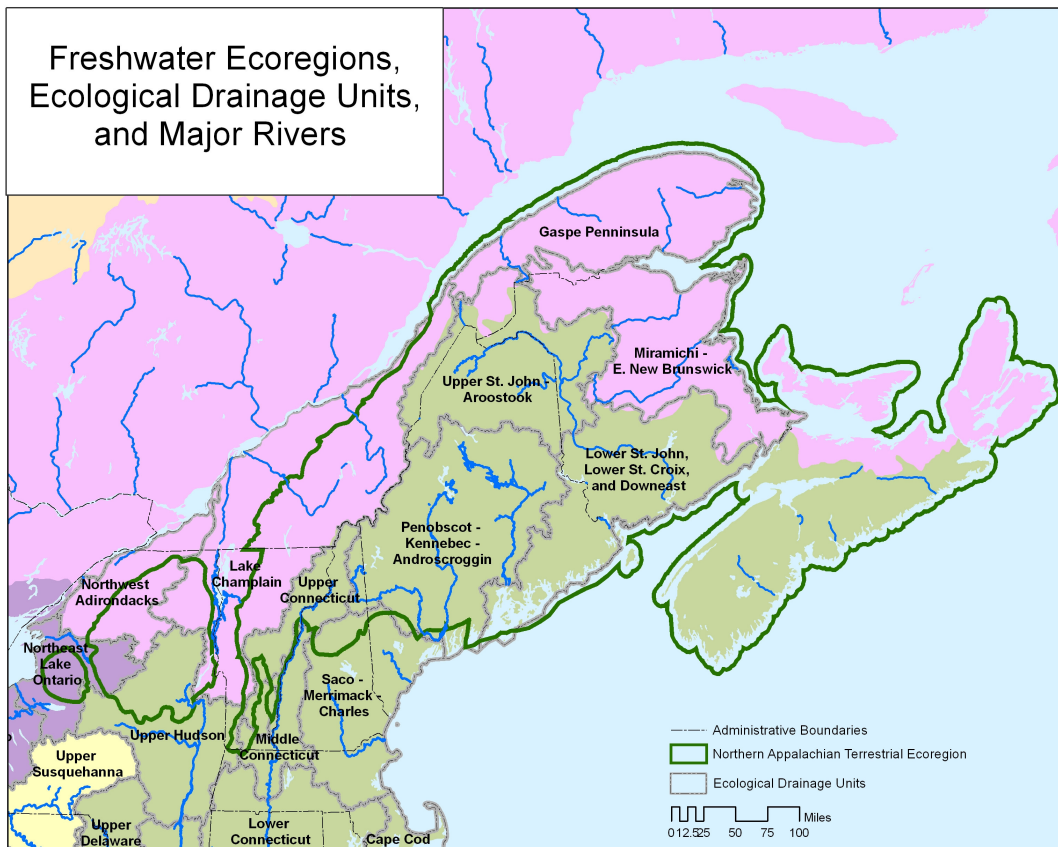 Freshwater Ecoregions,
Ecological Drainage Units,
and Major Rivers
Gaspe Penninsula
Miramichi -
E. New Brunswick
Upper St. John -
Aroostook
Lower St. John,
Lower St. Croix,
and Downeast
Penobscot -
Kennebec -
Androscroggin
Lake
Champlain
Upper
Connecticut
Northwest
Adirondacks
Northeast
Lake
Ontario
Saco -
Merrimack -
Charles
Upper Hudson
Middle
Connecticut
Upper
Susquehanna
Upper
Delaware
Lower
Connecticut
Cape Cod
Administrative Boundaries
Northern Appalachian Terrestrial Ecoregion
Ecological Drainage Units
Miles
0 12.5 25 50 75 100